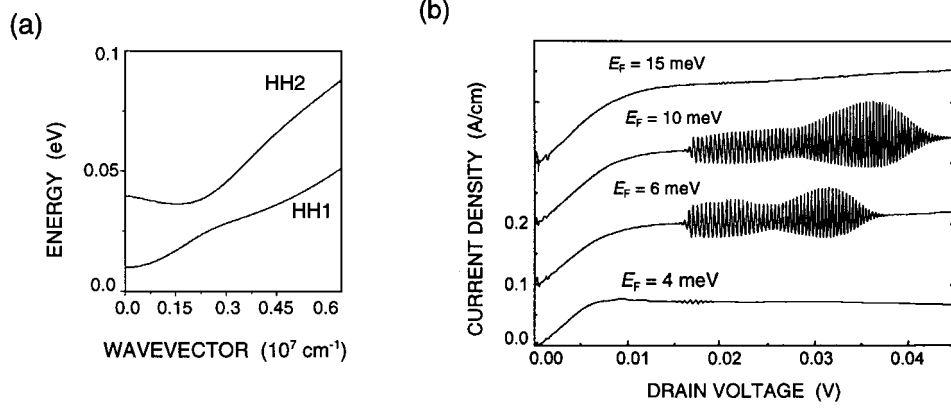 (a)
ENERGY (eV)
0.1
0.05
0.0
HH2
HH1
0.0 0.15 0.3 0.45 0.6
WAVEVECTOR (10⁷ cm⁻¹)
(b)
CURRENT DENSITY (A/cm)
0.2
0.1
0.0
E_F = 15 meV
E_F = 10 meV
E_F = 6 meV
E_F = 4 meV
0.00 0.01 0.02 0.03 0.04
DRAIN VOLTAGE (V)